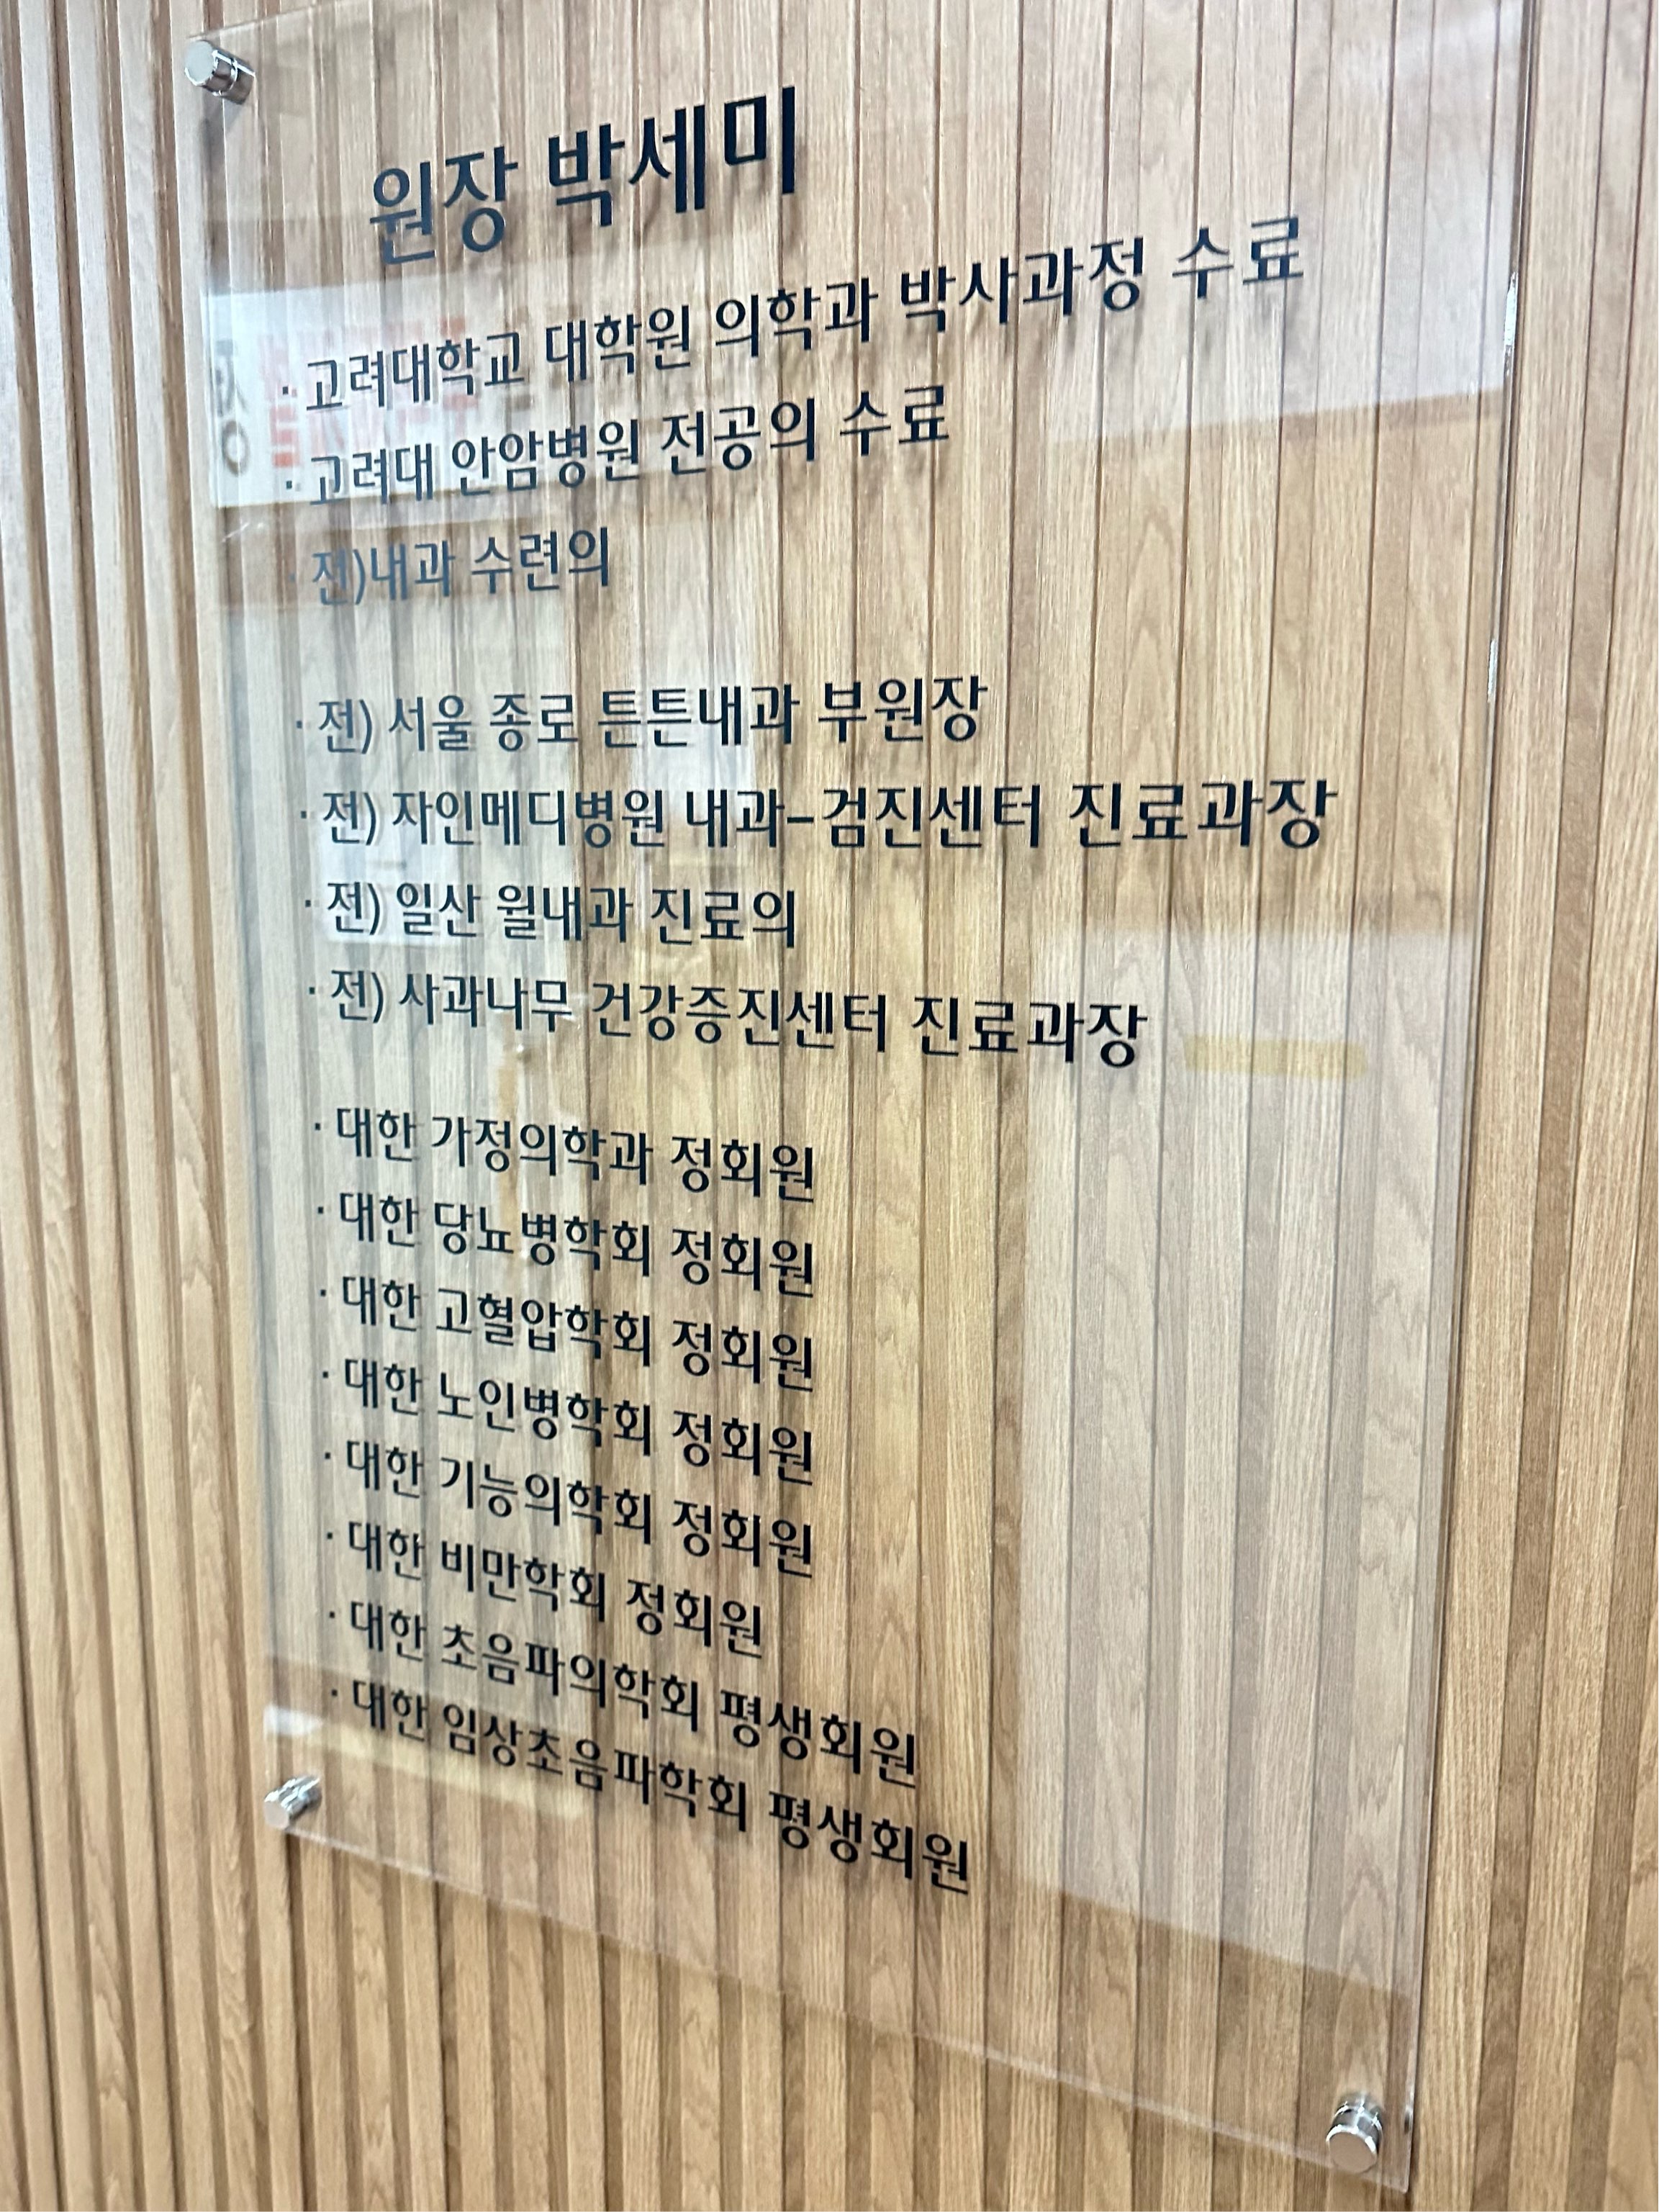 원장 박세미
· 고려대학교 대학원 의학과 박사과정 수료
· 고려대 안암병원 전공의 수료
· 전)내과 수련의
· 전) 서울 종로 튼튼내과 부원장
· 전) 자인메디병원 내과-검진센터 진료과장
· 전) 일산 월내과 진료의
· 전) 사과나무 건강증진센터 진료과장
· 대한 가정의학과 정회원
· 대한 당뇨병학회 정회원
· 대한 고혈압학회 정회원
· 대한 노인병학회 정회원
· 대한 기능의학회 정회원
· 대한 비만학회 정회원
· 대한 초음파의학회 평생회원
· 대한 임상초음파학회 평생회원